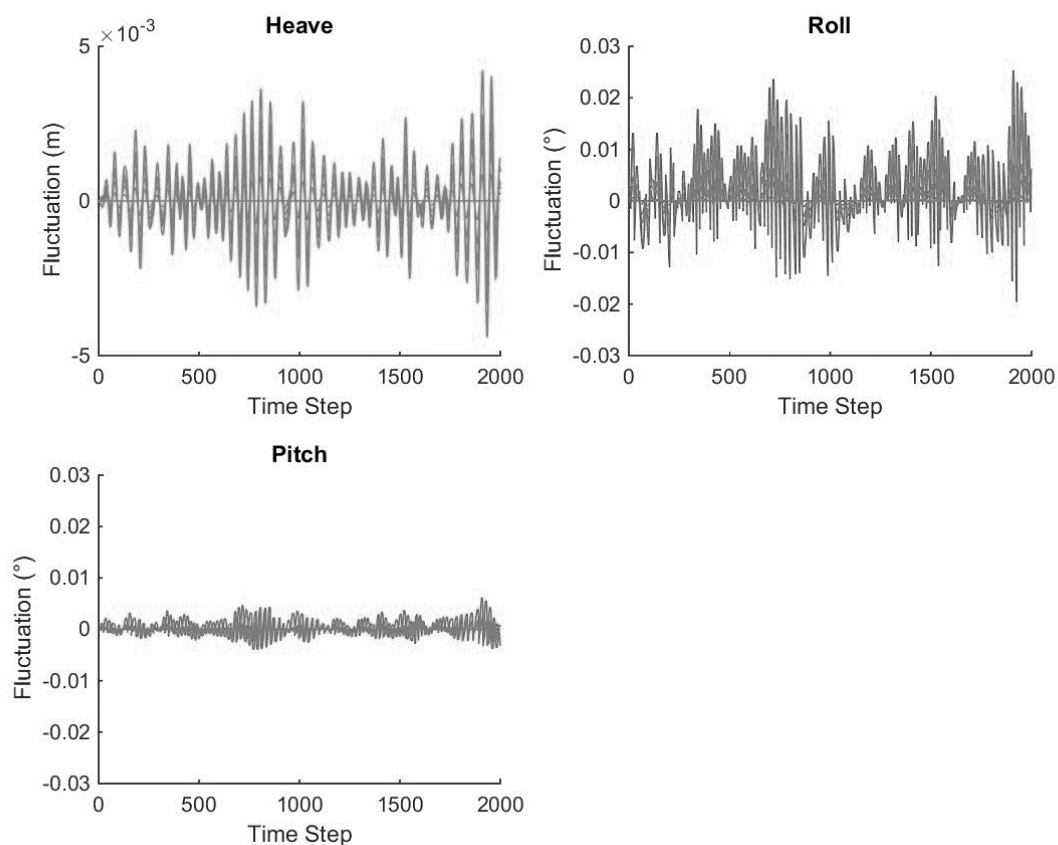 Heave
×10⁻³
5
0
-5
Fluctuation (m)
0 500 1000 1500 2000
Time Step
Roll
0.03
0.02
0.01
0
-0.01
-0.02
-0.03
Fluctuation (°)
0 500 1000 1500 2000
Time Step
Pitch
0.03
0.02
0.01
0
-0.01
-0.02
-0.03
Fluctuation (°)
0 500 1000 1500 2000
Time Step